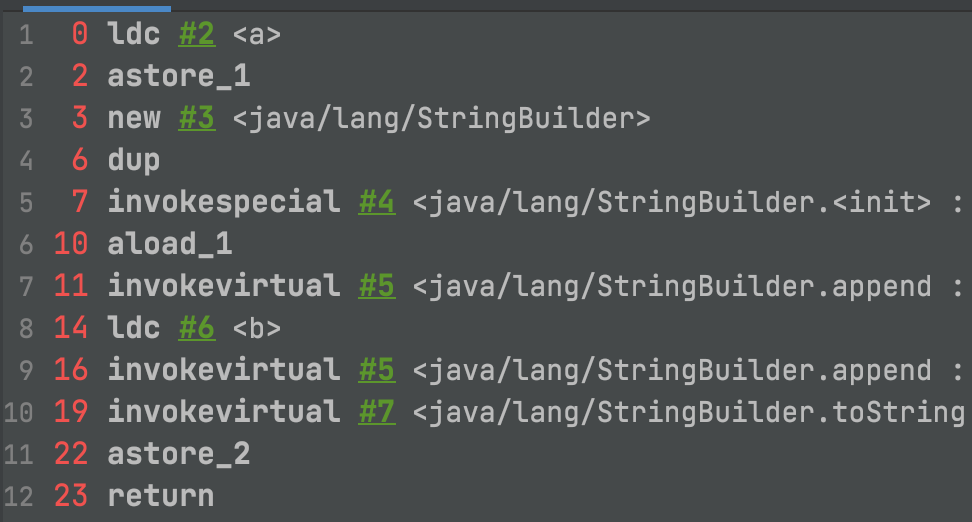 1 0 ldc #2 <a>
2 2 astore_1
3 3 new #3 <java/lang/StringBuilder>
4 6 dup
5 7 invokespecial #4 <java/lang/StringBuilder.<init> :
6 10 aload_1
7 11 invokevirtual #5 <java/lang/StringBuilder.append :
8 14 ldc #6 <b>
9 16 invokevirtual #5 <java/lang/StringBuilder.append :
10 19 invokevirtual #7 <java/lang/StringBuilder.toString
11 22 astore_2
12 23 return